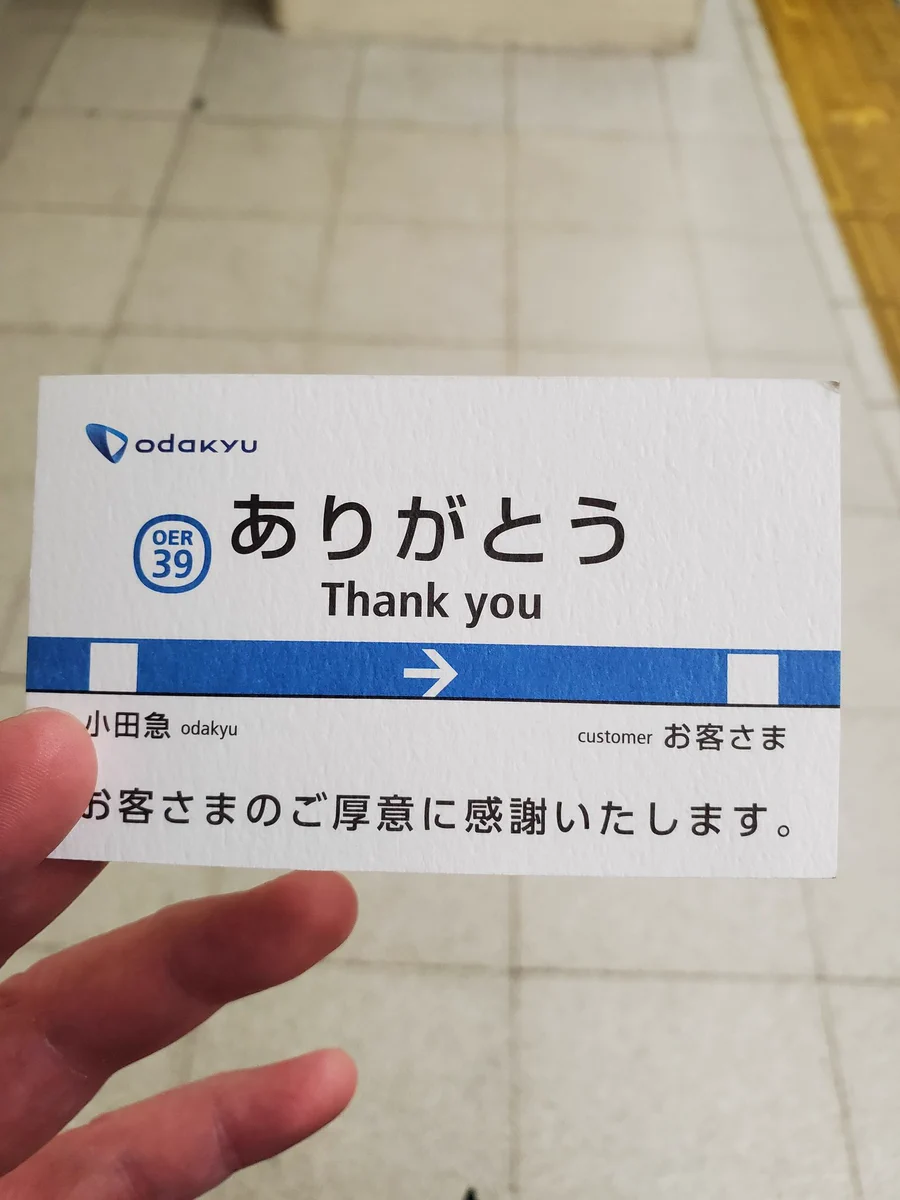 odakyu
OER
39
ありがとう
Thank you
→
小田急 odakyu
customer お客さま
お客さまのご厚意に感謝いたします。